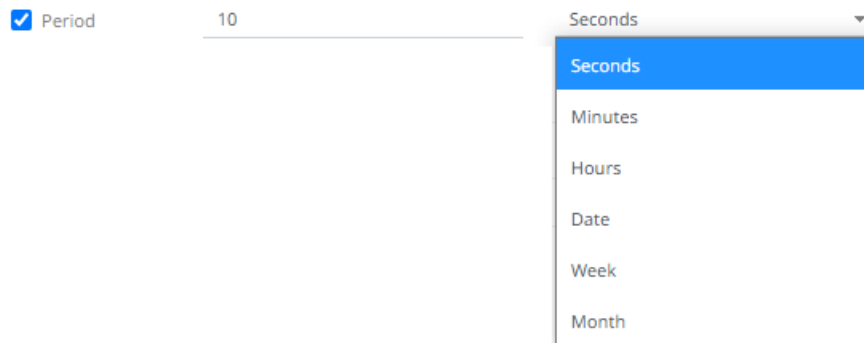 Period 10 Seconds
Seconds
Minutes
Hours
Date
Week
Month